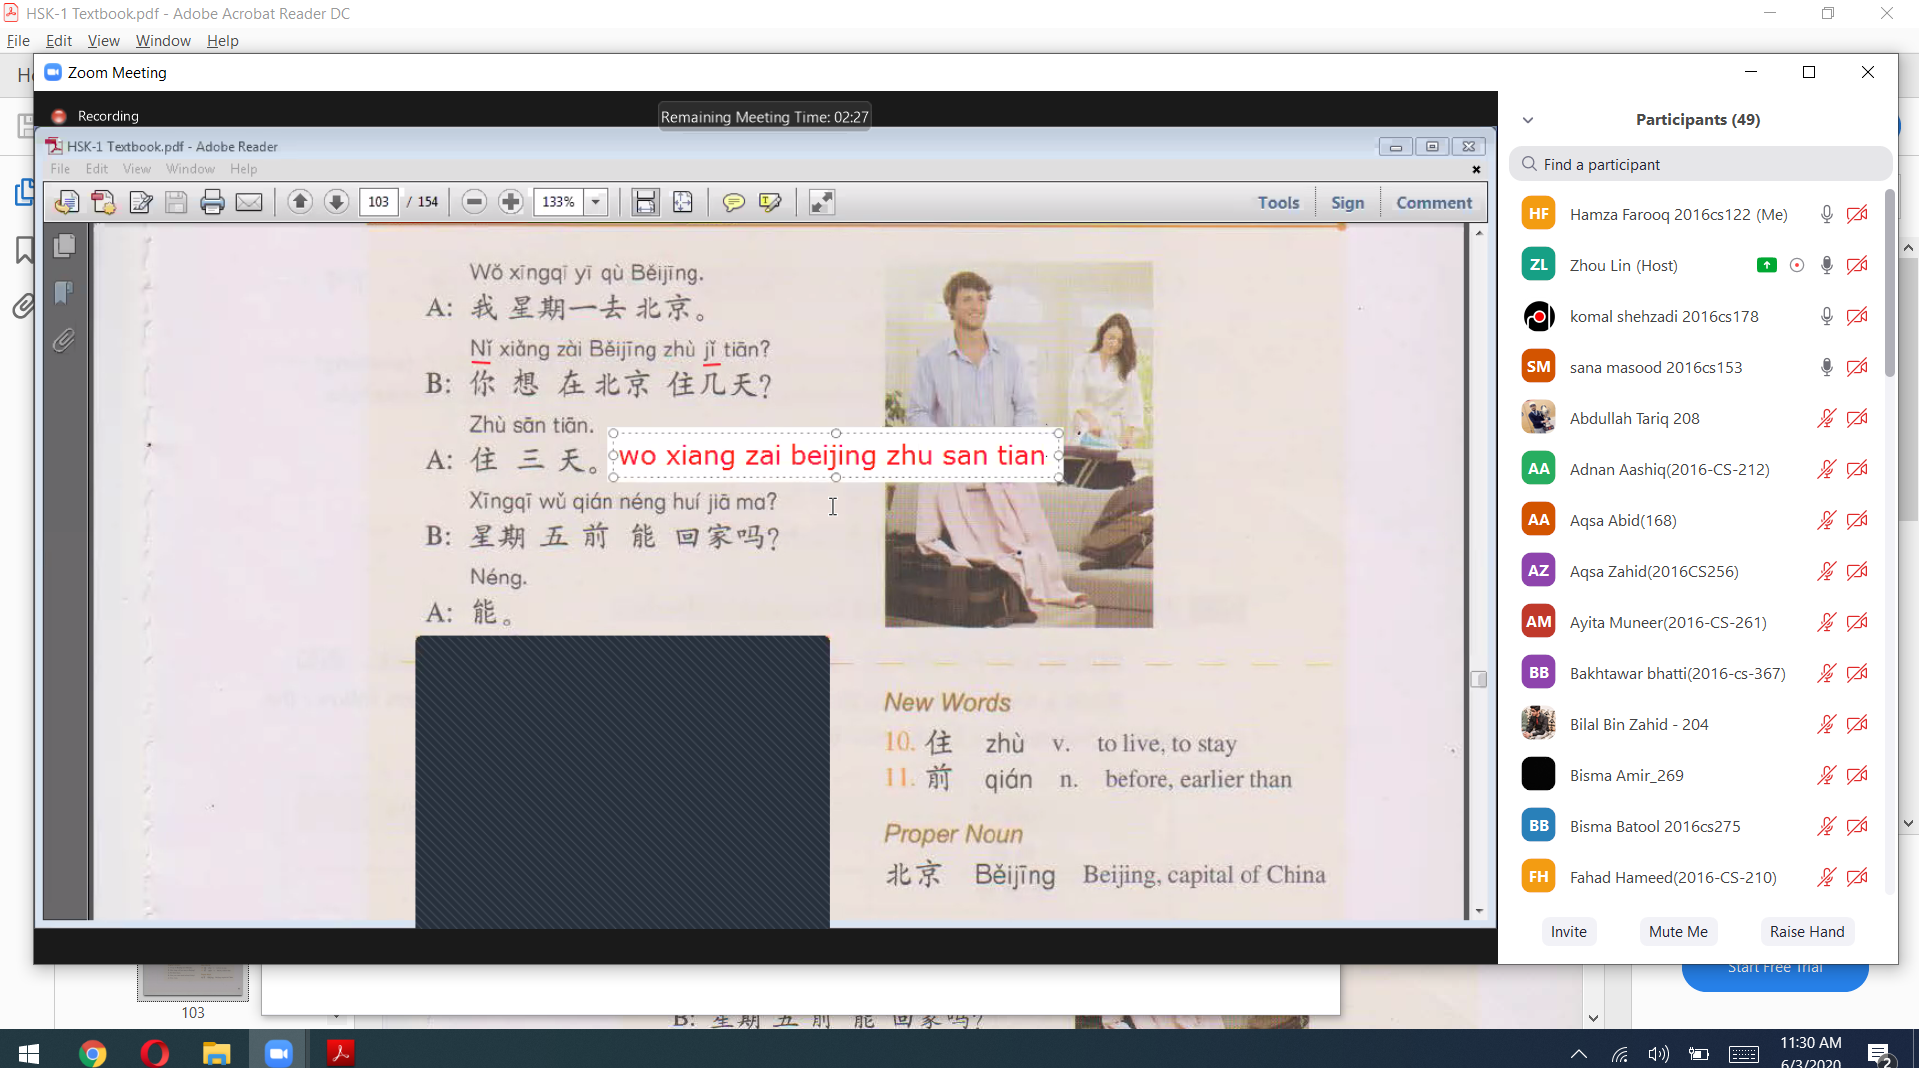 HSK-1 Textbook.pdf - Adobe Acrobat Reader DC
File Edit View Window Help
Zoom Meeting
Recording
Remaining Meeting Time: 02:27
HSK-1 Textbook.pdf - Adobe Reader
File Edit View Window Help
103 / 154
133%
Tools Sign Comment
Wǒ xīngqī yī qù Běijīng.
A: 我 星期一去 北京。
Nǐ xiǎng zài Běijīng zhù jǐ tiān?
B: 你 想 在 北京 住几天?
Zhù sān tiān.
A: 住 三 天。
wo xiang zai beijing zhu san tian
Xīngqī wǔ qián néng huí jiā ma?
B: 星期 五 前 能 回家吗?
Néng.
A: 能。
New Words
10. 住 zhù v. to live, to stay
11. 前 qián n. before, earlier than
Proper Noun
北京 Běijīng Beijing, capital of China
Participants (49)
Find a participant
HF Hamza Farooq 2016cs122 (Me)
ZL Zhou Lin (Host)
komal shehzadi 2016cs178
SM sana masood 2016cs153
Abdullah Tariq 208
AA Adnan Aashiq(2016-CS-212)
AA Aqsa Abid(168)
AZ Aqsa Zahid(2016CS256)
AM Ayita Muneer(2016-CS-261)
BB Bakhtawar bhatti(2016-cs-367)
Bilal Bin Zahid - 204
Bisma Amir_269
BB Bisma Batool 2016cs275
FH Fahad Hameed(2016-CS-210)
Invite Mute Me Raise Hand
Start Free Trial
103
B: 星期 五 前 能 回家吗?
11:30 AM
6/3/2020
2